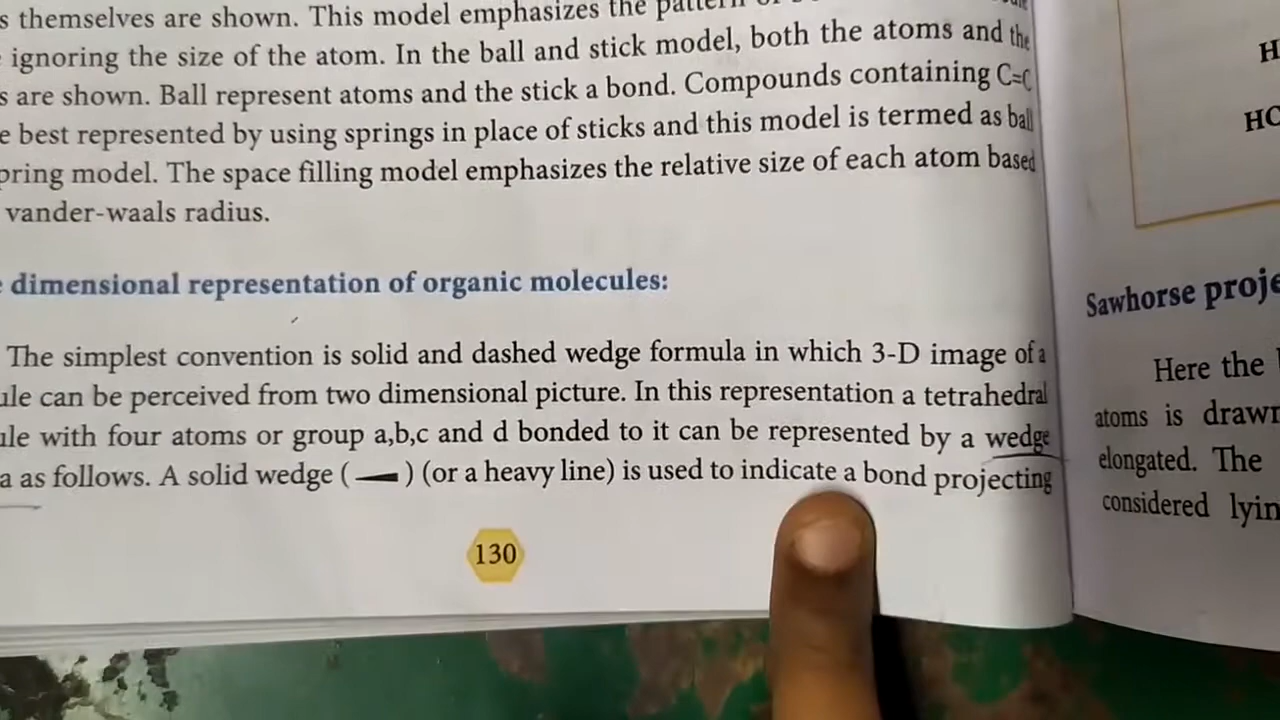 s themselves are shown. This model emphasizes the
ignoring the size of the atom. In the ball and stick model, both the atoms and the
s are shown. Ball represent atoms and the stick a bond. Compounds containing C=C
e best represented by using springs in place of sticks and this model is termed as ball
pring model. The space filling model emphasizes the relative size of each atom based
vander-waals radius.
dimensional representation of organic molecules:
The simplest convention is solid and dashed wedge formula in which 3-D image of a
ule can be perceived from two dimensional picture. In this representation a tetrahedral
ule with four atoms or group a,b,c and d bonded to it can be represented by a wedge
a as follows. A solid wedge ( ) (or a heavy line) is used to indicate a bond projecting
130
H
HO
Sawhorse proje
Here the
atoms is drawn
elongated. The
considered lyin